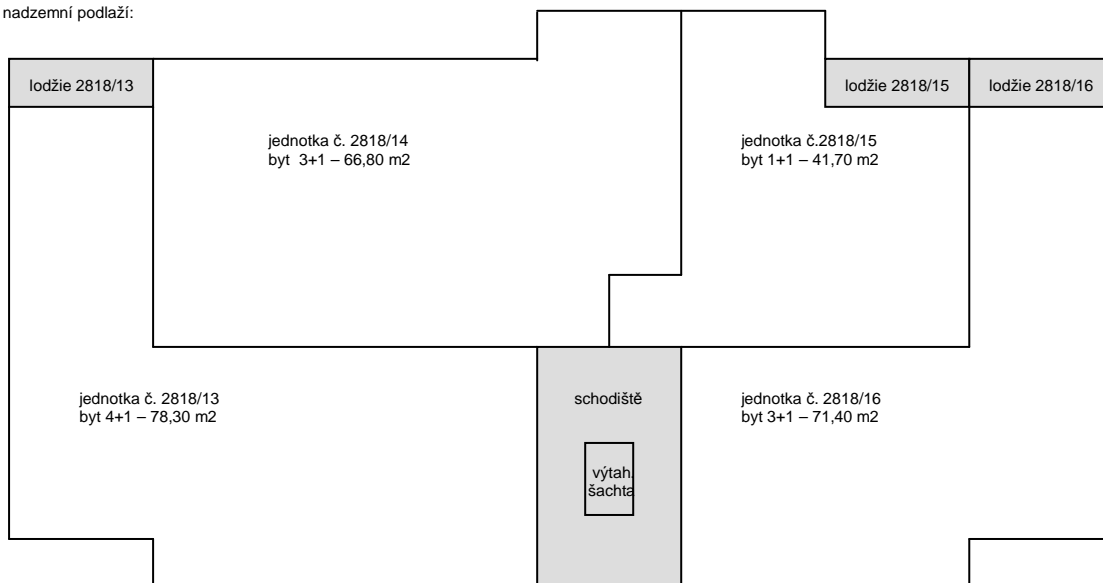 nadzemní podlaží:
lodžie 2818/13
lodžie 2818/15
lodžie 2818/16
jednotka č. 2818/14
byt  3+1 – 66,80 m2
jednotka č.2818/15
byt 1+1 – 41,70 m2
jednotka č. 2818/13
byt 4+1 – 78,30 m2
schodiště
jednotka č. 2818/16
byt 3+1 – 71,40 m2
výtah.
šachta